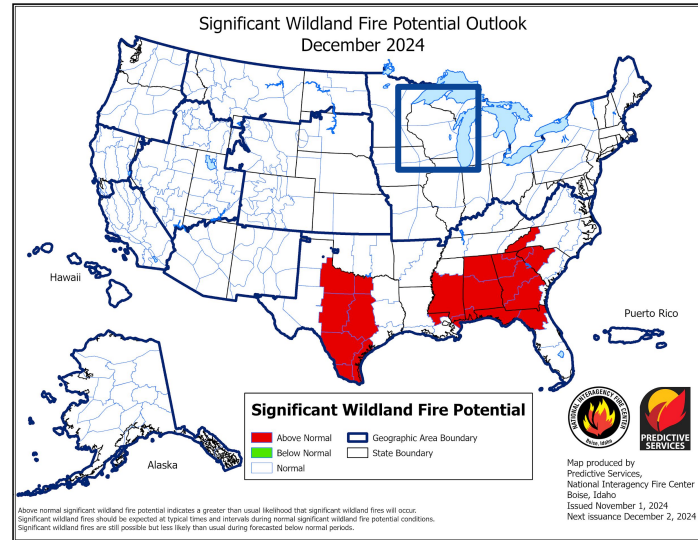 Significant Wildland Fire Potential Outlook
December 2024
Hawaii
Puerto Rico
Alaska
Significant Wildland Fire Potential
Above Normal
Below Normal
Normal
Geographic Area Boundary
State Boundary
NATIONAL INTERAGENCY FIRE CENTER
Boise, Idaho
PREDICTIVE
SERVICES
Map produced by
Predictive Services,
National Interagency Fire Center
Boise, Idaho
Issued November 1, 2024
Next issuance December 2, 2024
Above normal significant wildland fire potential indicates a greater than usual likelihood that significant wildland fires will occur.
Significant wildland fires should be expected at typical times and intervals during normal significant wildland fire potential conditions.
Significant wildland fires are still possible but less likely than usual during forecasted below normal periods.